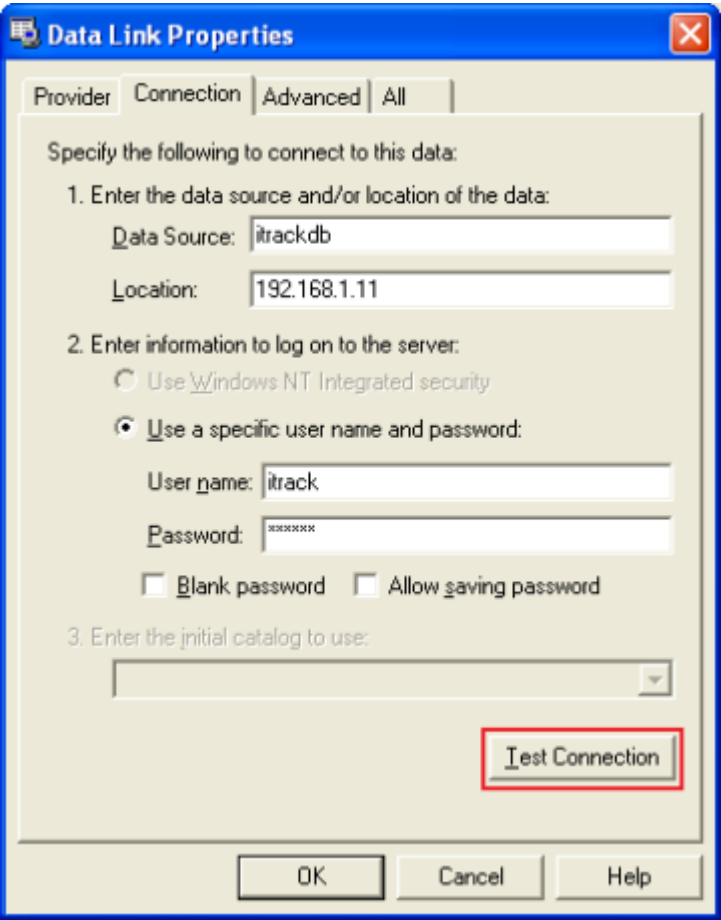 Data Link Properties
Provider Connection Advanced All
Specify the following to connect to this data:
1. Enter the data source and/or location of the data:
Data Source: itrackdb
Location: 192.168.1.11
2. Enter information to log on to the server:
Use Windows NT Integrated security
Use a specific user name and password:
User name: itrack
Password: ******
Blank password Allow saving password
3. Enter the initial catalog to use:
Test Connection
OK Cancel Help